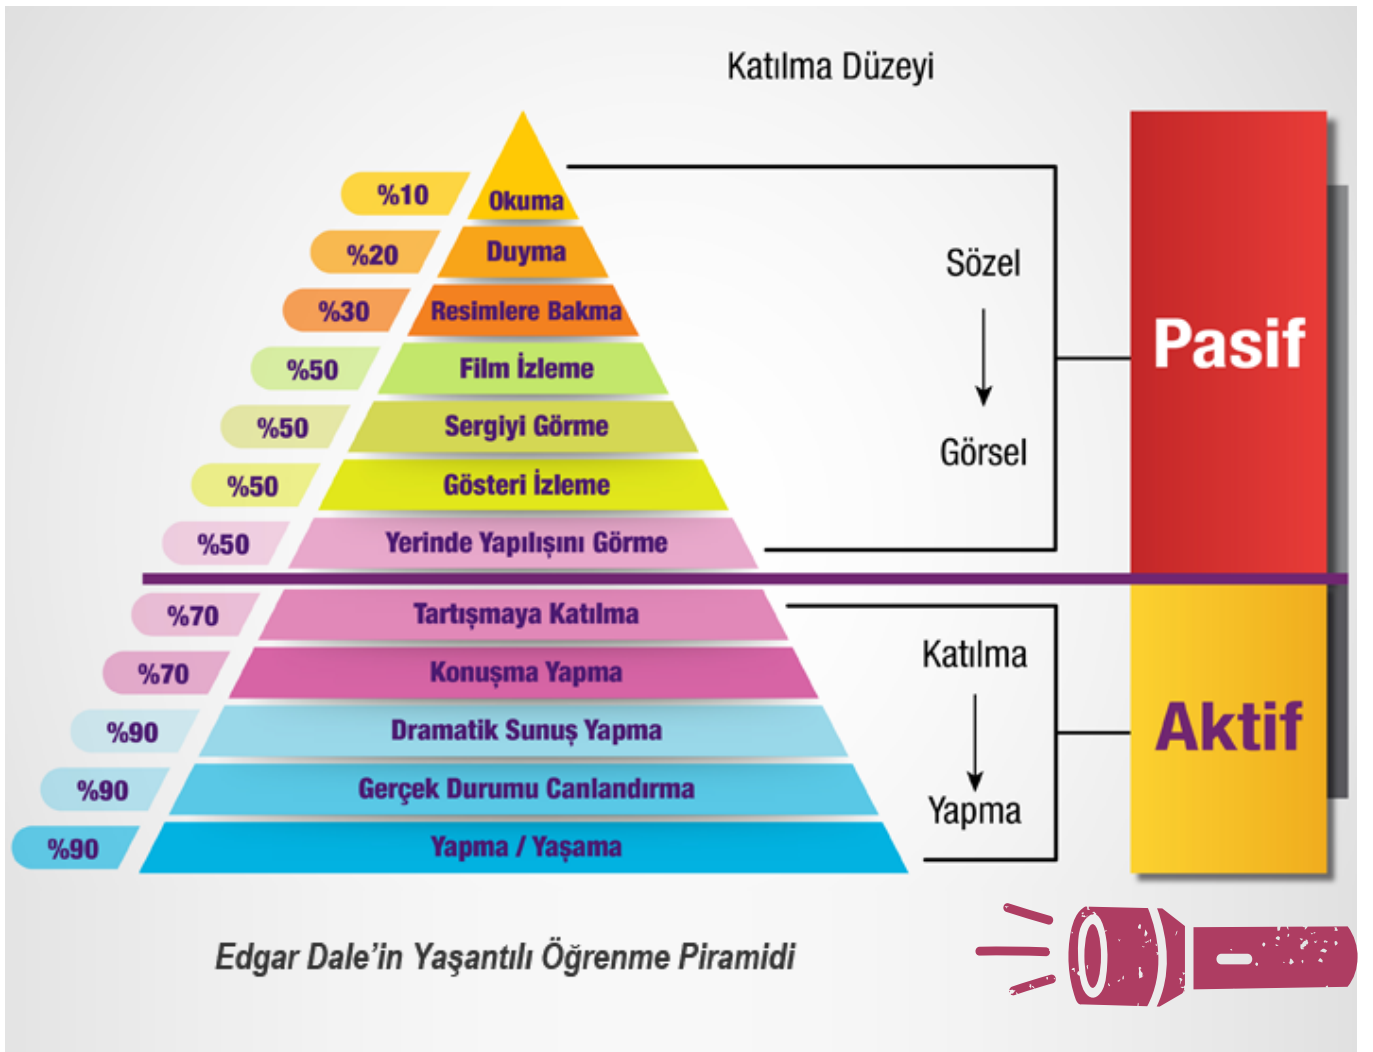 Katılma Düzeyi
%10 Okuma
%20 Duyma
%30 Resimlere Bakma
%50 Film İzleme
%50 Sergiyi Görme
%50 Gösteri İzleme
%50 Yerinde Yapılışını Görme
Sözel
Görsel
Pasif
%70 Tartışmaya Katılma
%70 Konuşma Yapma
%90 Dramatik Sunuş Yapma
%90 Gerçek Durumu Canlandırma
%90 Yapma / Yaşama
Katılma
Yapma
Aktif
Edgar Dale’in Yaşantılı Öğrenme Piramidi